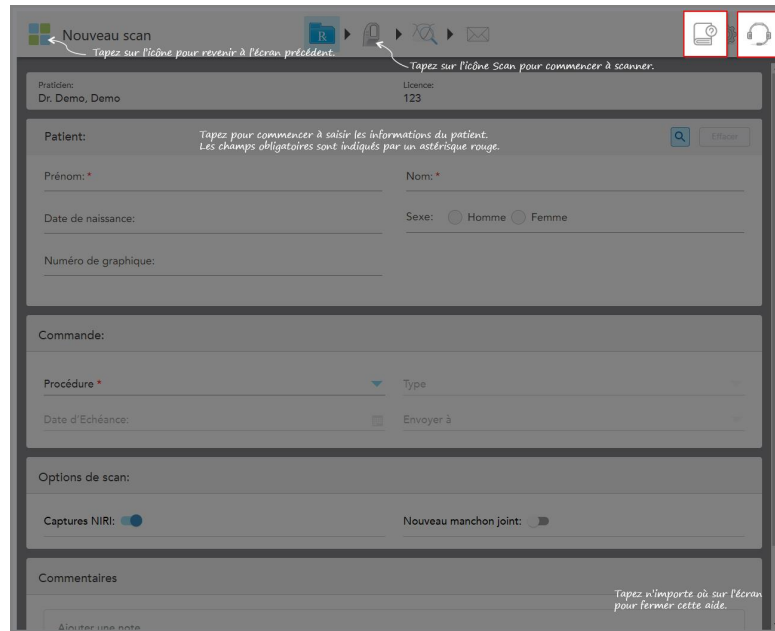 Nouveau scan
R
Tapez sur l'icône pour revenir à l'écran précédent.
Tapez sur l'icône Scan pour commencer à scanner.
Praticien:
Dr. Demo, Demo
Licence:
123
Patient:
Tapez pour commencer à saisir les informations du patient.
Les champs obligatoires sont indiqués par un astérisque rouge.
Effacer
Prénom: *
Nom: *
Date de naissance:
Sexe: Homme Femme
Numéro de graphique:
Commande:
Procédure *
Type
Date d'Echéance:
Envoyer à
Options de scan:
Captures NIRI:
Nouveau manchon joint:
Commentaires
Tapez n'importe où sur l'écran
pour fermer cette aide.
Ajouter une note